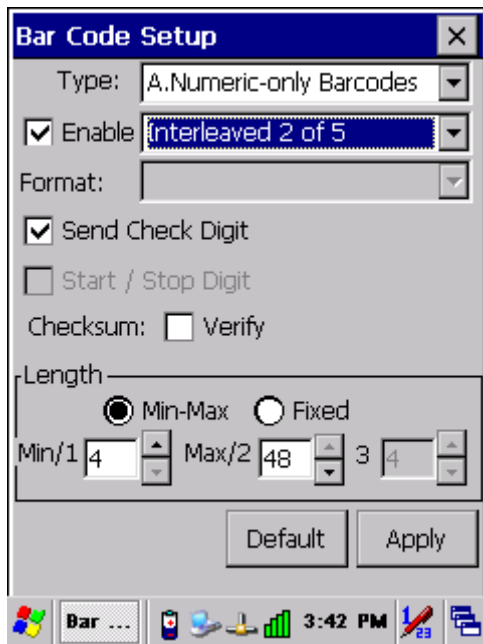 Bar Code Setup
Type: A.Numeric-only Barcodes
Enable Interleaved 2 of 5
Format:
Send Check Digit
Start / Stop Digit
Checksum: Verify
Length
Min-Max Fixed
Min/1 4 Max/2 48 3 4
Default Apply
Bar ... 3:42 PM 1 23